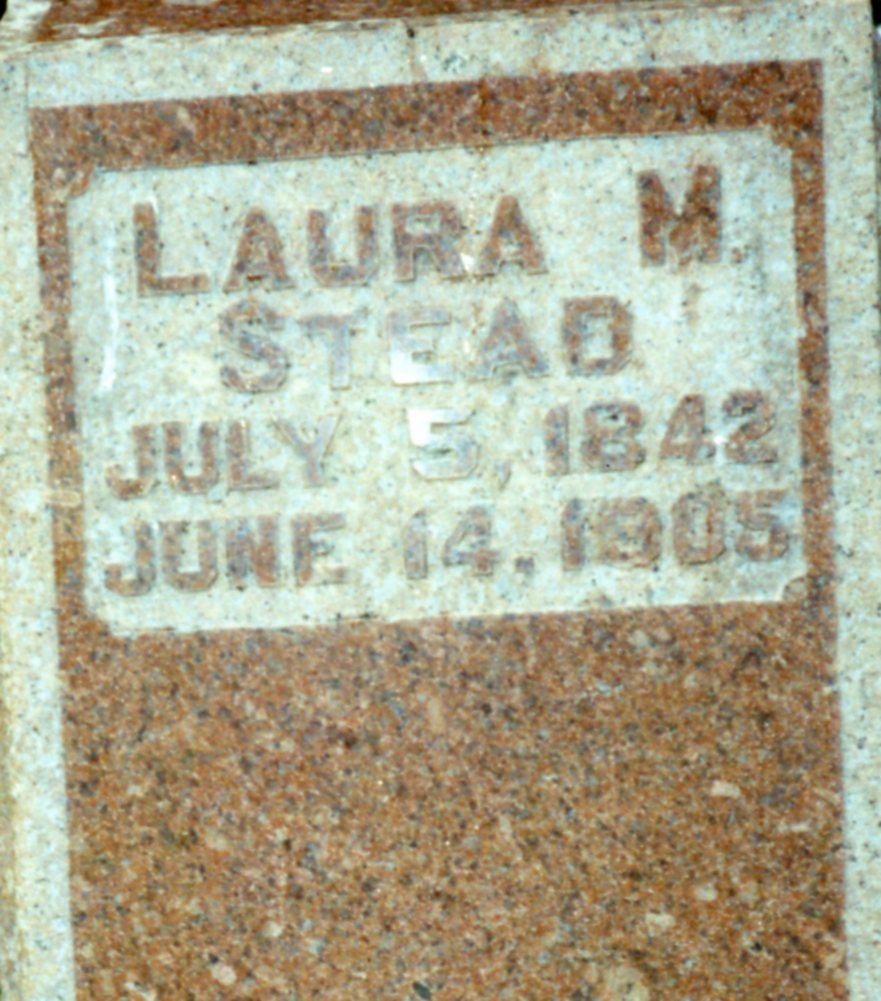 LAURA M.
STEAD
JULY 5, 1842
JUNE 14, 1905